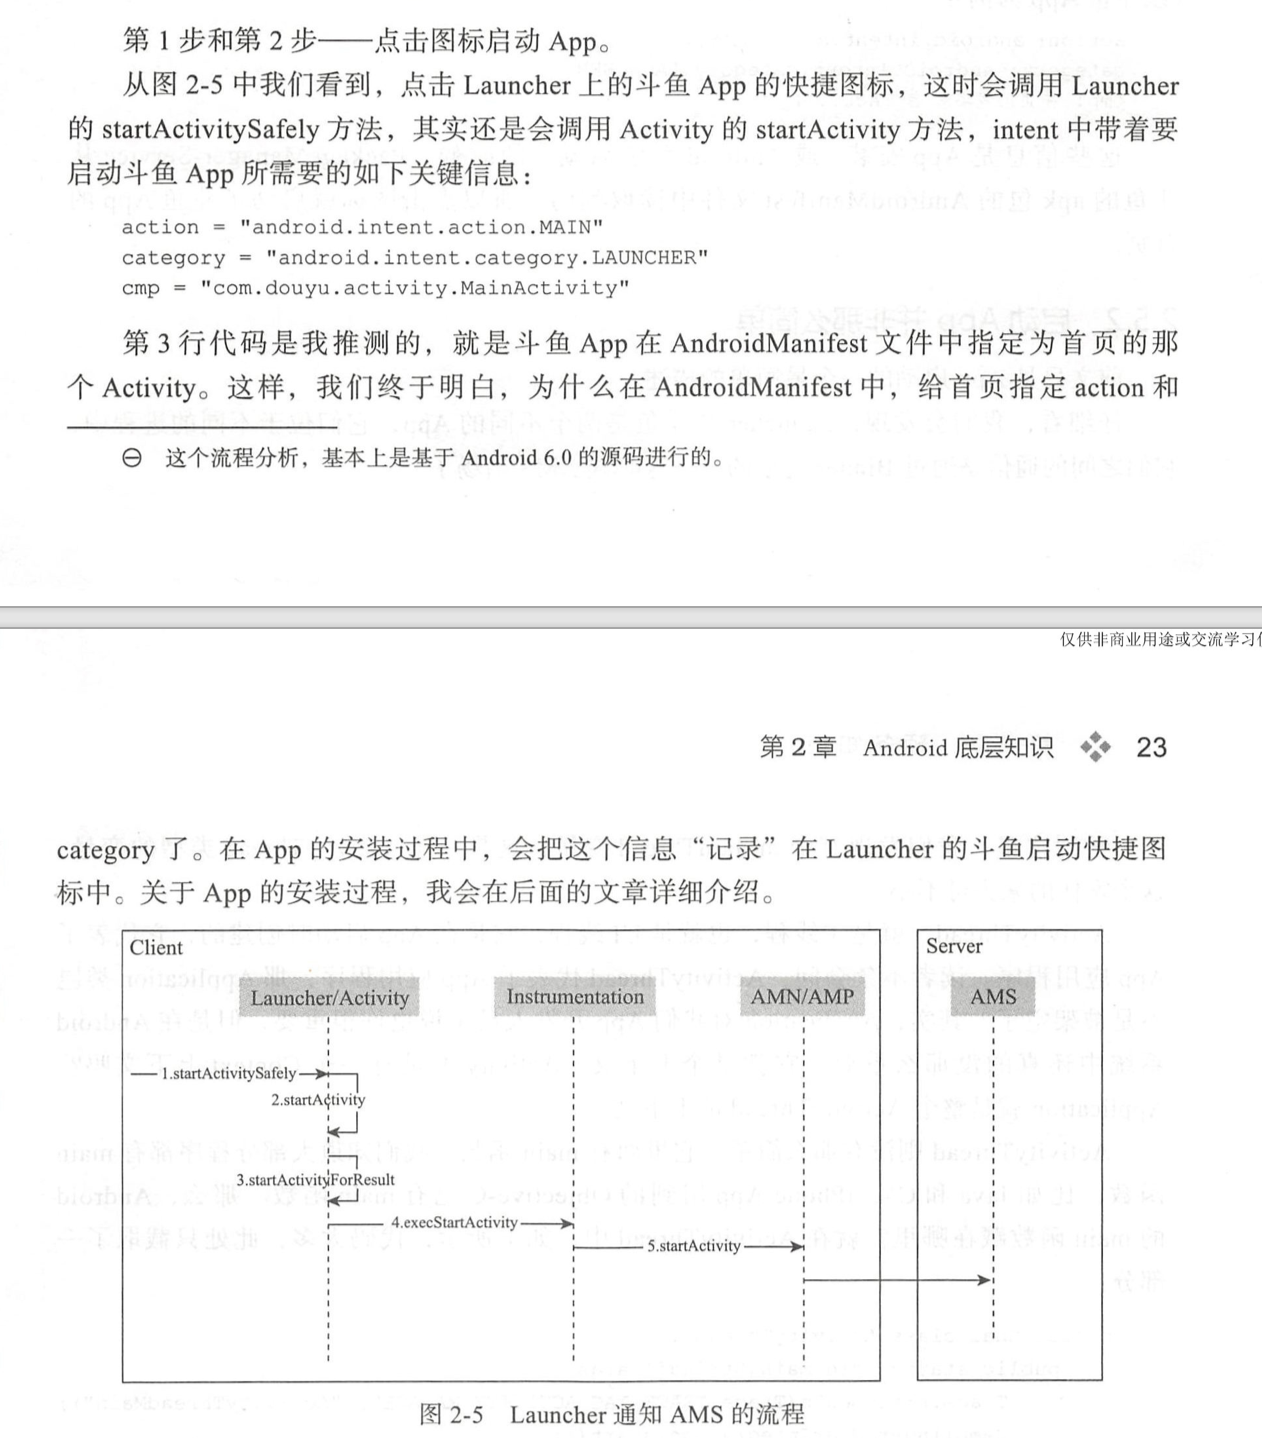 第 1 步和第 2 步——点击图标启动 App。
从图 2-5 中我们看到，点击 Launcher 上的斗鱼 App 的快捷图标，这时会调用 Launcher
的 startActivitySafely 方法，其实还是会调用 Activity 的 startActivity 方法，intent 中带着要
启动斗鱼 App 所需要的如下关键信息：
action = "android.intent.action.MAIN"
category = "android.intent.category.LAUNCHER"
cmp = "com.douyu.activity.MainActivity"
第 3 行代码是我推测的，就是斗鱼 App 在 AndroidManifest 文件中指定为首页的那
个 Activity。这样，我们终于明白，为什么在 AndroidManifest 中，给首页指定 action 和
㊀ 这个流程分析，基本上是基于 Android 6.0 的源码进行的。
仅供非商业用途或交流学习
第 2 章 Android 底层知识 23
category 了。在 App 的安装过程中，会把这个信息“记录”在 Launcher 的斗鱼启动快捷图
标中。关于 App 的安装过程，我会在后面的文章详细介绍。
Client
Server
Launcher/Activity
Instrumentation
AMN/AMP
AMS
1.startActivitySafely
2.startActivity
3.startActivityForResult
4.execStartActivity
5.startActivity
图 2-5 Launcher 通知 AMS 的流程